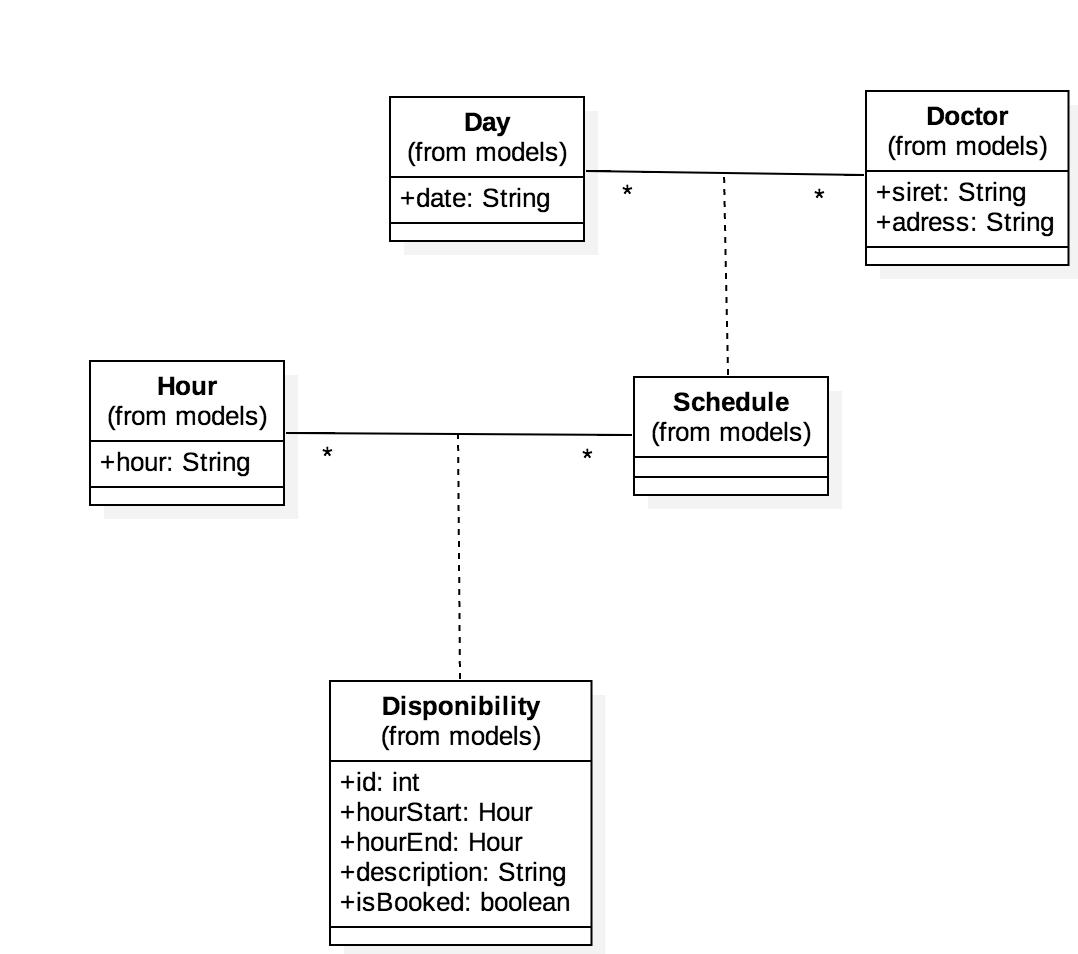 Day
(from models)
+date: String
*
*
Doctor
(from models)
+siret: String
+adress: String
Hour
(from models)
+hour: String
*
*
Schedule
(from models)
Disponibility
(from models)
+id: int
+hourStart: Hour
+hourEnd: Hour
+description: String
+isBooked: boolean